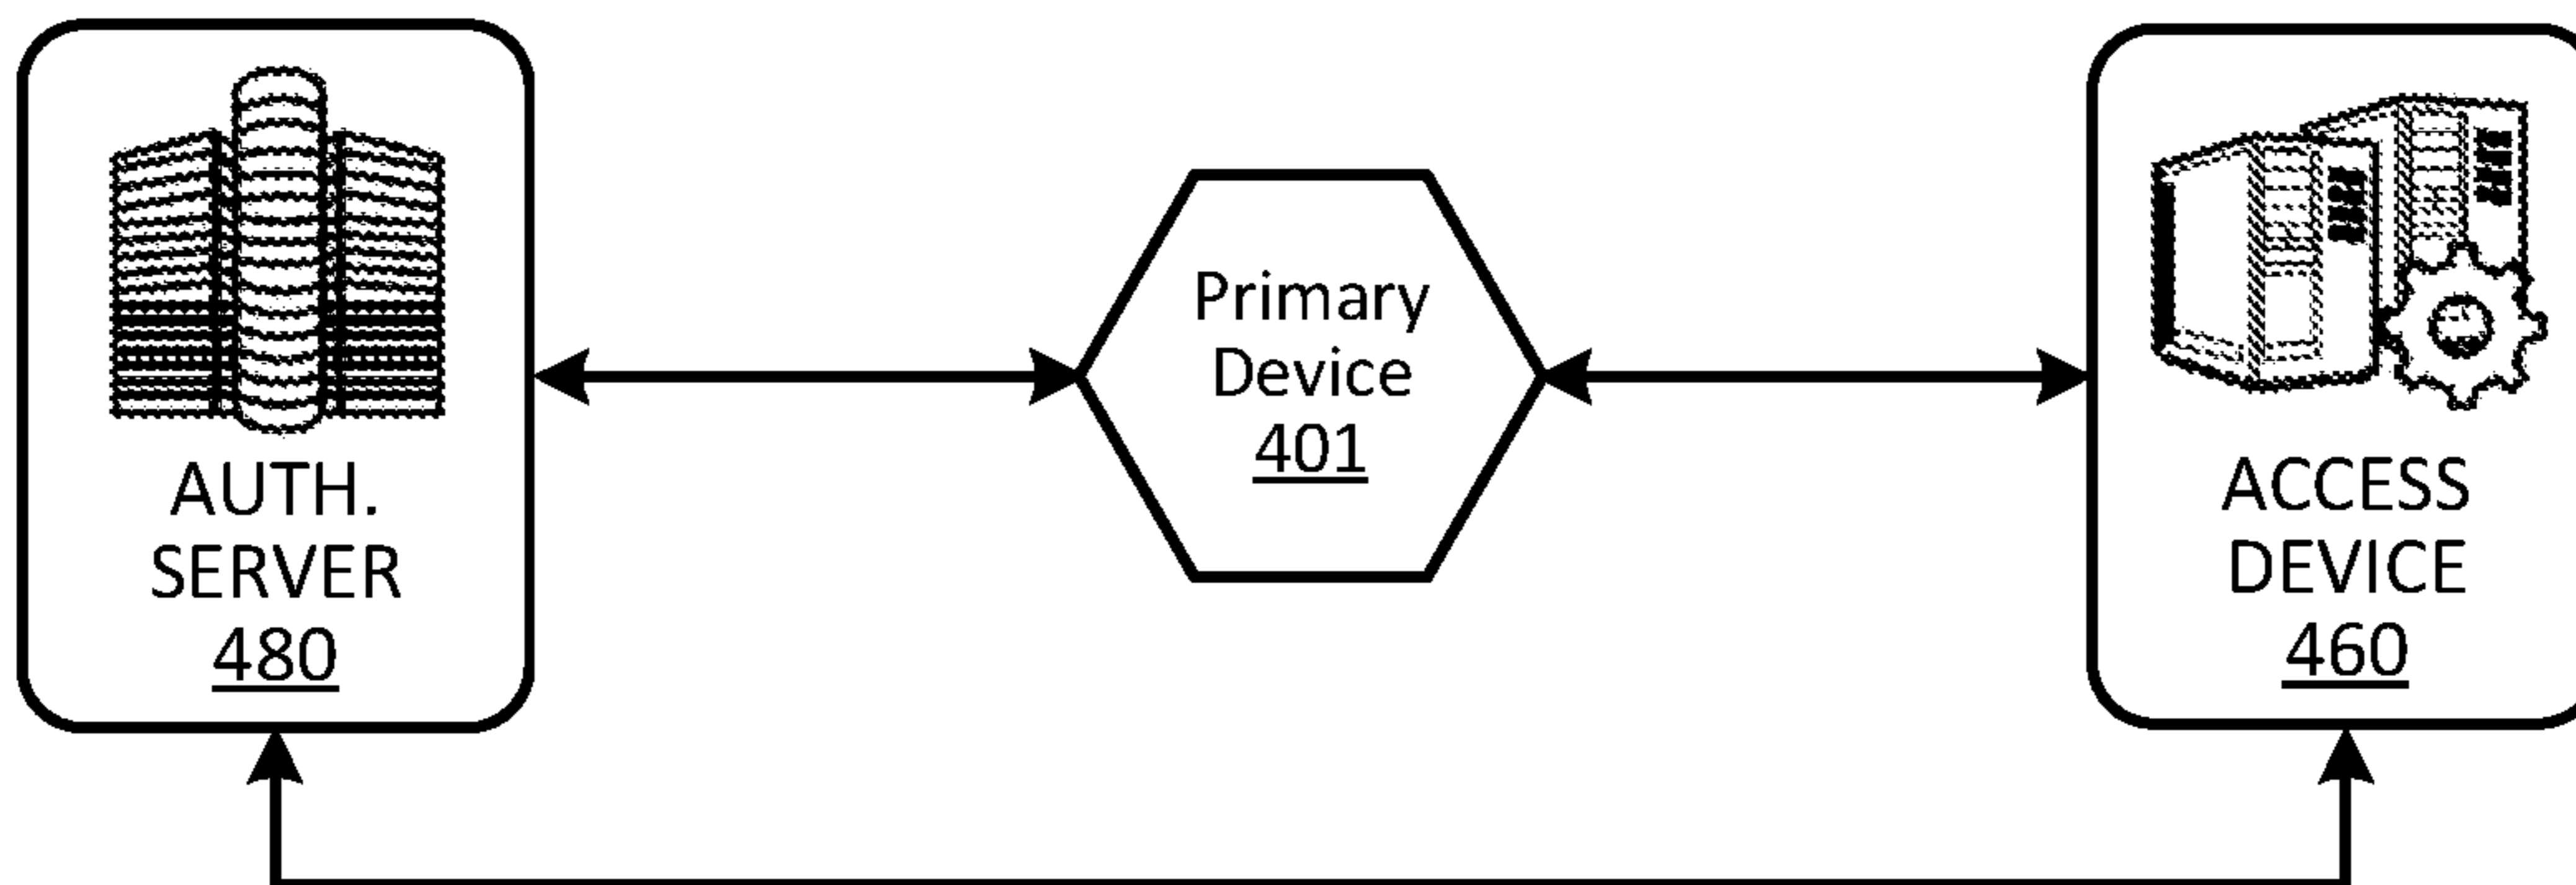 AUTH.
SERVER
480
Primary
Device
401
ACCESS
DEVICE
460